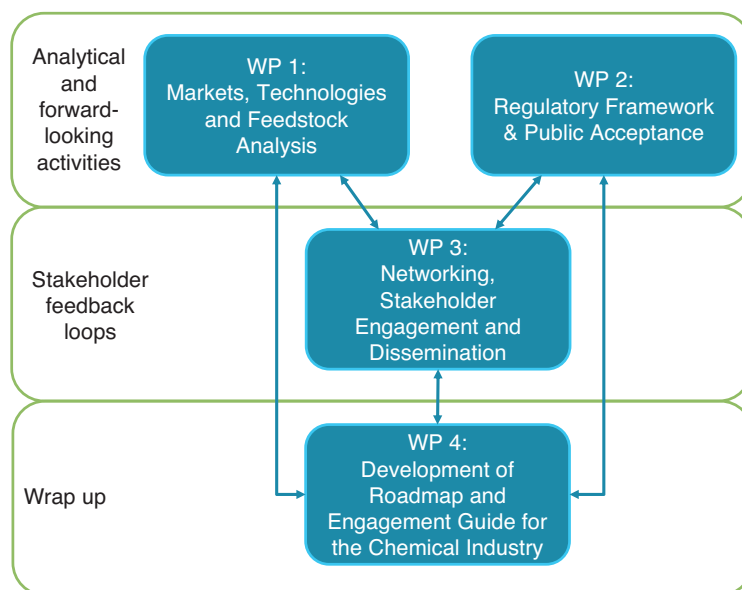 Analytical
and
forward-
looking
activities
WP 1:
Markets, Technologies
and Feedstock
Analysis
WP 2:
Regulatory Framework
& Public Acceptance
Stakeholder
feedback
loops
WP 3:
Networking,
Stakeholder
Engagement and
Dissemination
Wrap up
WP 4:
Development of
Roadmap and
Engagement Guide for
the Chemical Industry